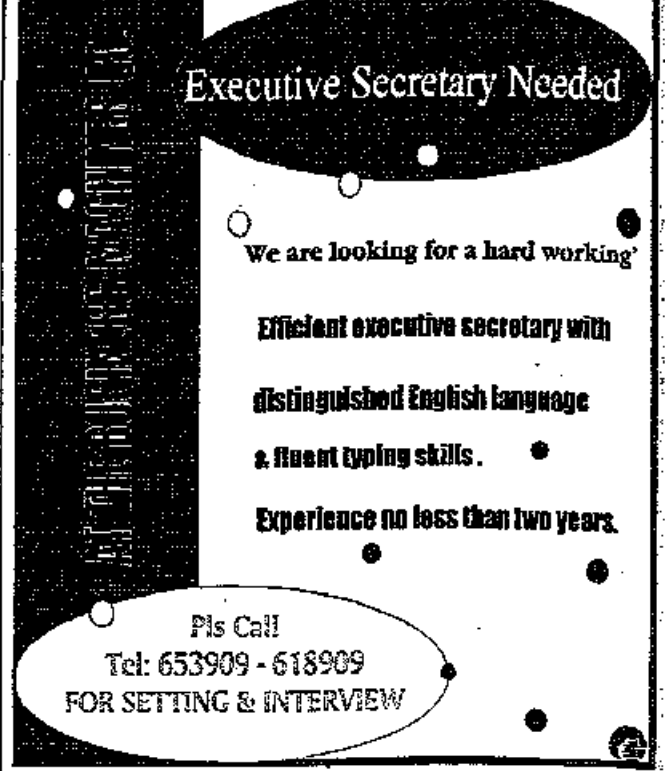 Executive Secretary Needed
We are looking for a hard working
Efficient executive secretary with
distinguished English language
& fluent typing skills.
Experience no less than two years.
Pls Call
Tel: 653909 - 618909
FOR SETTING & INTERVIEW